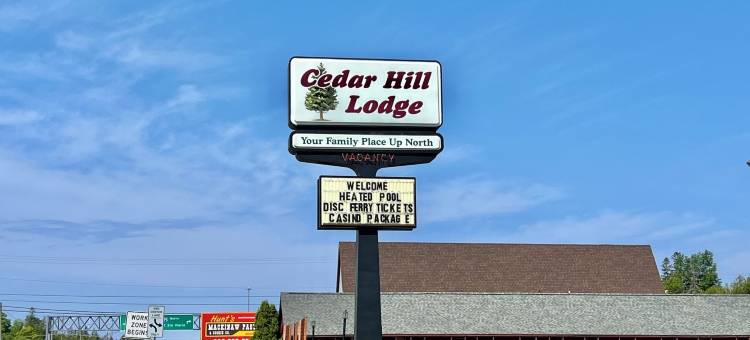 Cedar Hill
Lodge
Your Family Place Up North
VACANCY
WELCOME
HEATED POOL
DISC FERRY TICKETS
CASINO PACKAGE
WORK
ZONE
BEGINS
Hunt's